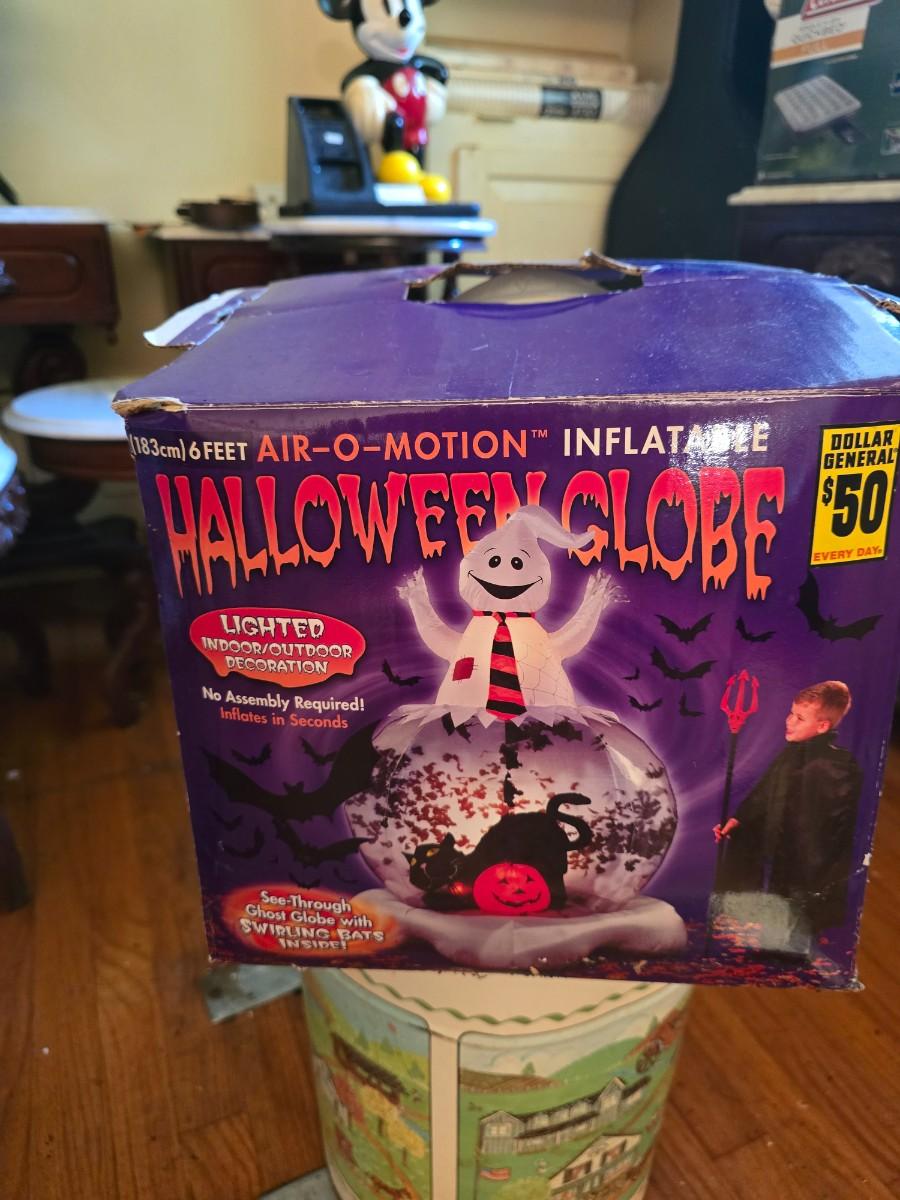 (183cm) 6 FEET AIR-O-MOTION™ INFLATABLE
HALLOWEEN GLOBE
DOLLAR
GENERAL
$50
EVERY DAY.
LIGHTED
INDOOR/OUTDOOR
DECORATION
No Assembly Required!
Inflates in Seconds
See-Through
Ghost Globe with
SWIRLING BATS
INSIDE!